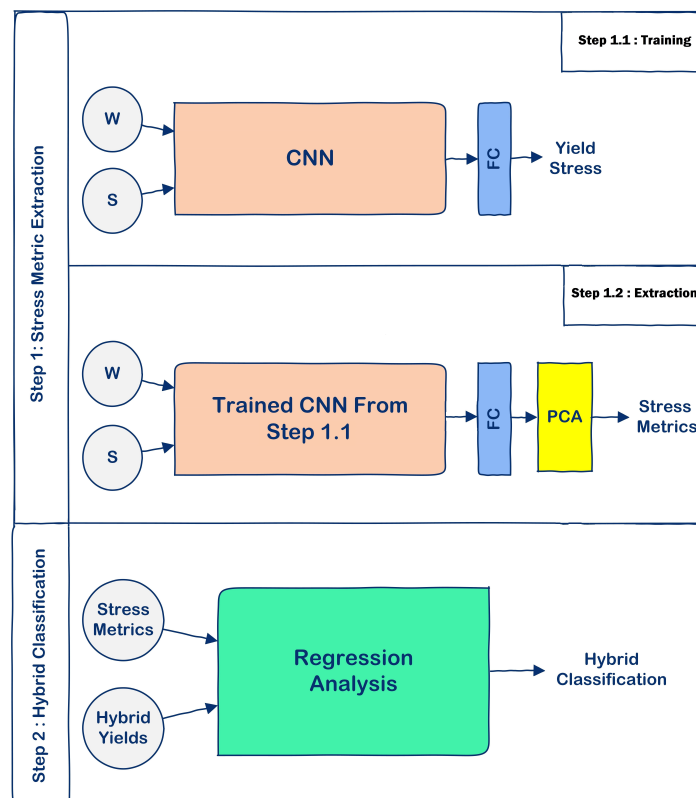 Step 1: Stress Metric Extraction
Step 1.1 : Training
W
S
CNN
FC
Yield
Stress
Step 1.2 : Extraction
W
S
Trained CNN From
Step 1.1
FC
PCA
Stress
Metrics
Step 2 : Hybrid Classification
Stress
Metrics
Hybrid
Yields
Regression
Analysis
Hybrid
Classification